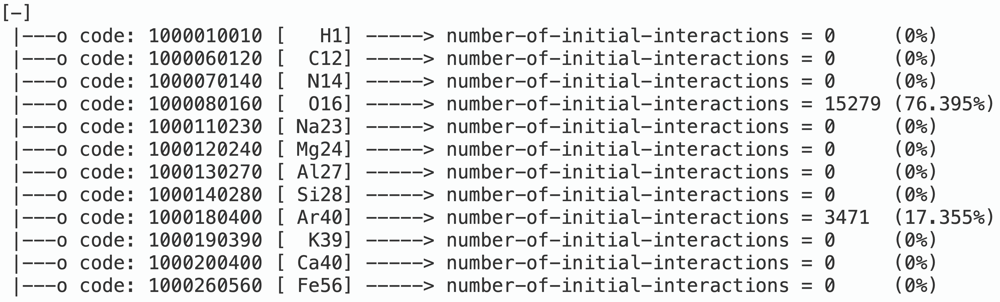 [-]
|---o code: 1000010010 [   H1] -----> number-of-initial-interactions = 0     (0%)
|---o code: 1000060120 [  C12] -----> number-of-initial-interactions = 0     (0%)
|---o code: 1000070140 [  N14] -----> number-of-initial-interactions = 0     (0%)
|---o code: 1000080160 [  O16] -----> number-of-initial-interactions = 15279 (76.395%)
|---o code: 1000110230 [ Na23] -----> number-of-initial-interactions = 0     (0%)
|---o code: 1000120240 [ Mg24] -----> number-of-initial-interactions = 0     (0%)
|---o code: 1000130270 [ Al27] -----> number-of-initial-interactions = 0     (0%)
|---o code: 1000140280 [ Si28] -----> number-of-initial-interactions = 0     (0%)
|---o code: 1000180400 [ Ar40] -----> number-of-initial-interactions = 3471  (17.355%)
|---o code: 1000190390 [  K39] -----> number-of-initial-interactions = 0     (0%)
|---o code: 1000200400 [ Ca40] -----> number-of-initial-interactions = 0     (0%)
|---o code: 1000260560 [ Fe56] -----> number-of-initial-interactions = 0     (0%)